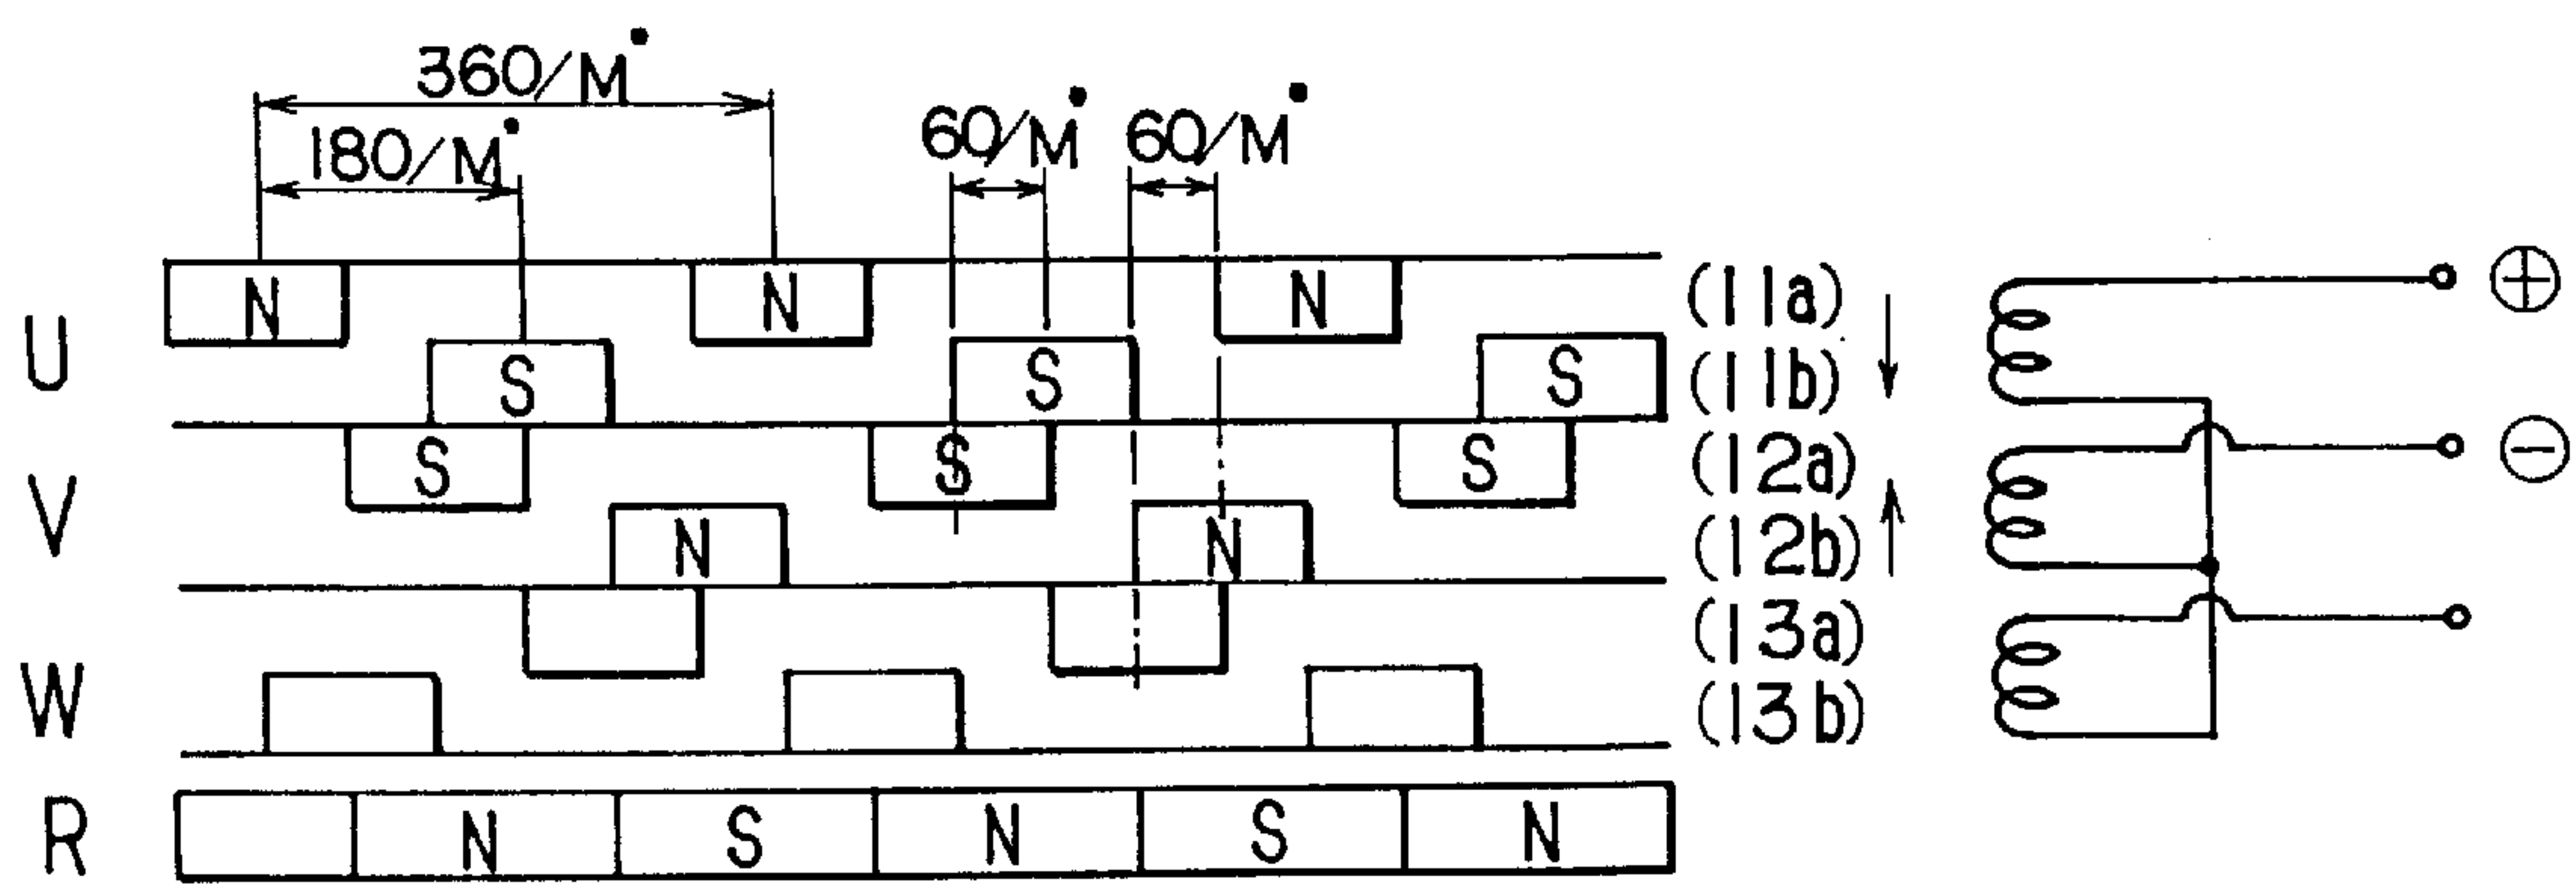 360/M°
180/M°
60/M° 60/M°
U
N N N (11a) ⊕
S S S (11b)
V
S S S (12a) ⊖
N N (12b)
W
(13a)
(13b)
R N S N S N